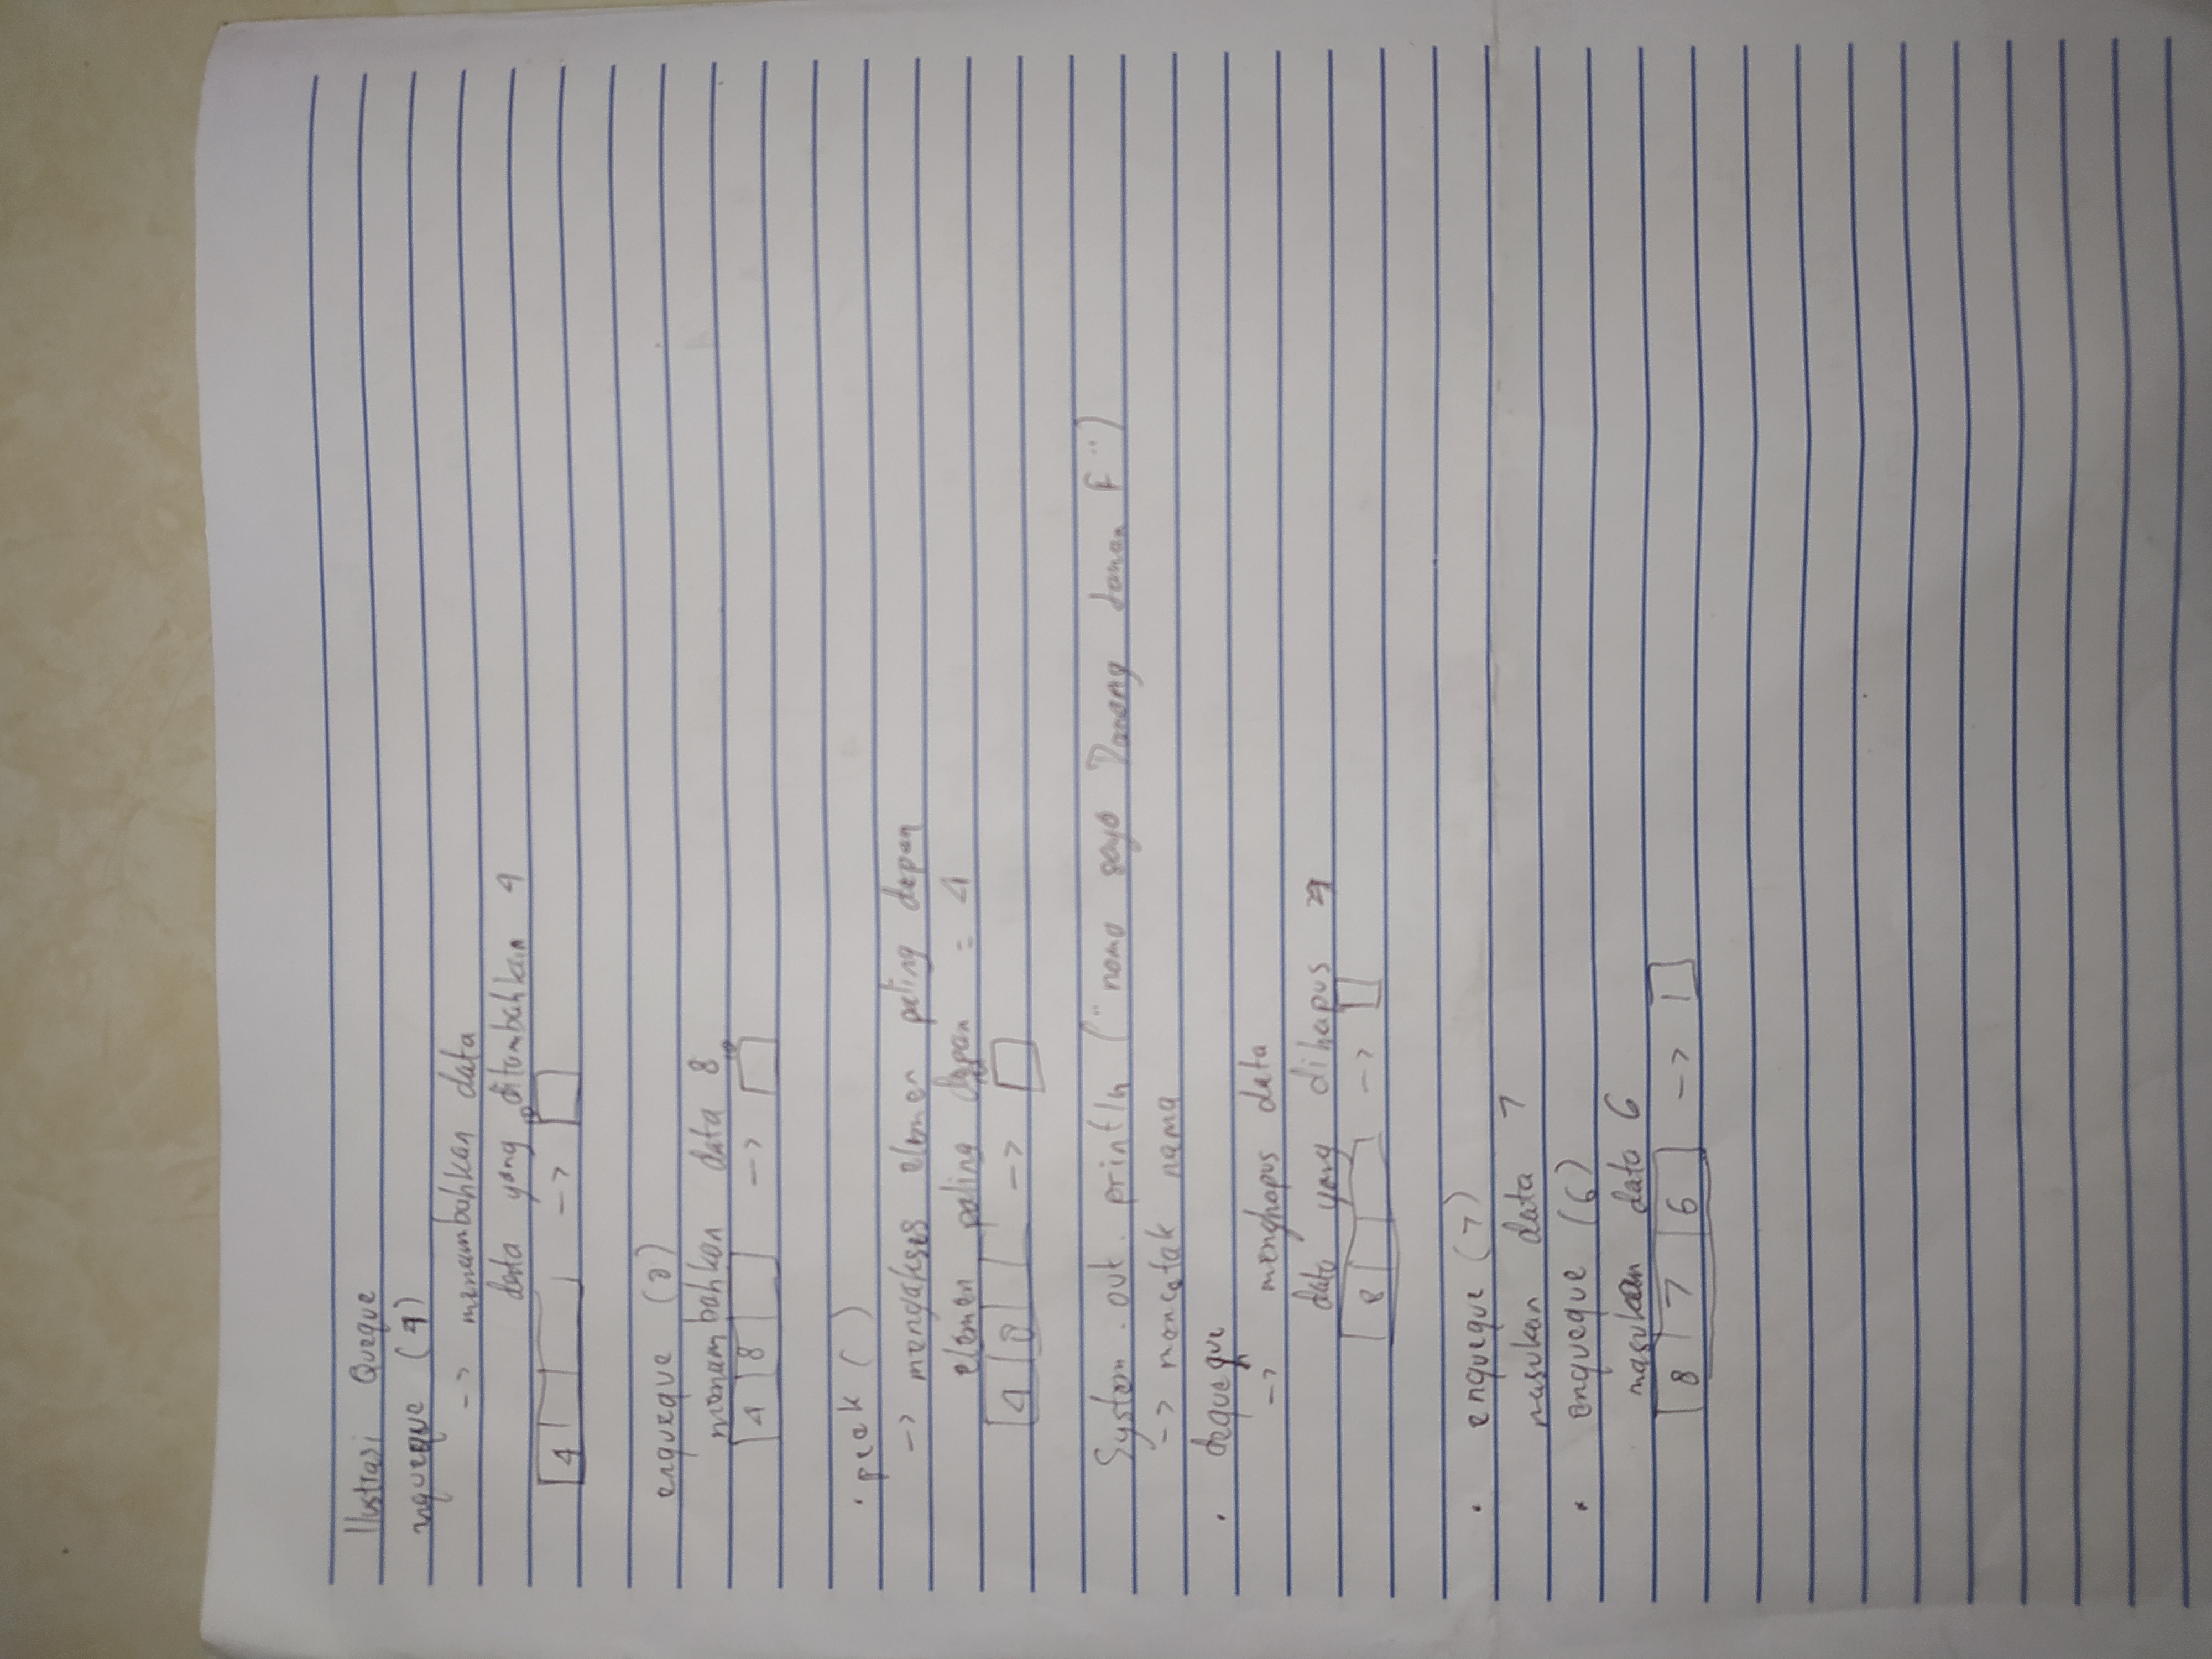 Ilustrasi Queque
nqueque (4)
-> menambahkan data
data yang ditambahkan 4
4 ->
enqueque (8)
menambahkan data 8
4 8 ->
• peek ( )
-> mengakses elemen paling depan
elemen paling depan = 4
4 8 ->
System . out . println ("nama saya Danang F")
-> mencetak nama
• dequeque
-> menghapus data
data yang dihapus 4
8 ->
• enqueque (7)
masukan data 7
• enqueque (6)
masukan data 6
8 7 6 ->